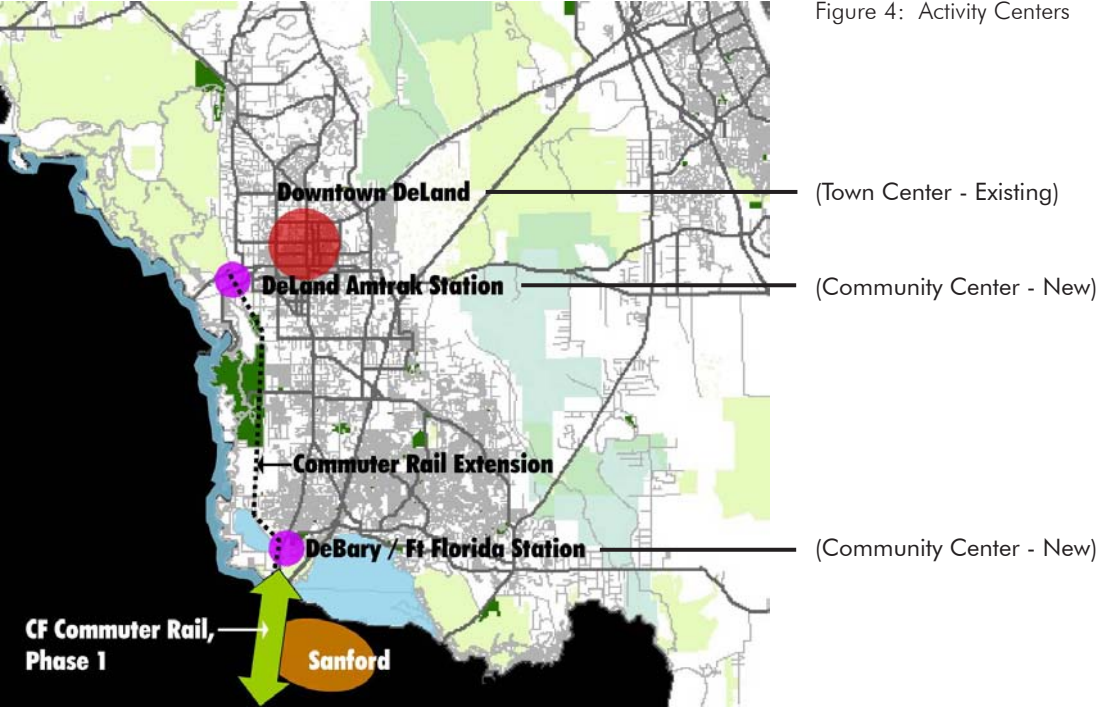 Figure 4: Activity Centers
Downtown DeLand
(Town Center - Existing)
DeLand Amtrak Station
(Community Center - New)
Commuter Rail Extension
DeBary / Ft Florida Station
(Community Center - New)
CF Commuter Rail,
Phase 1
Sanford